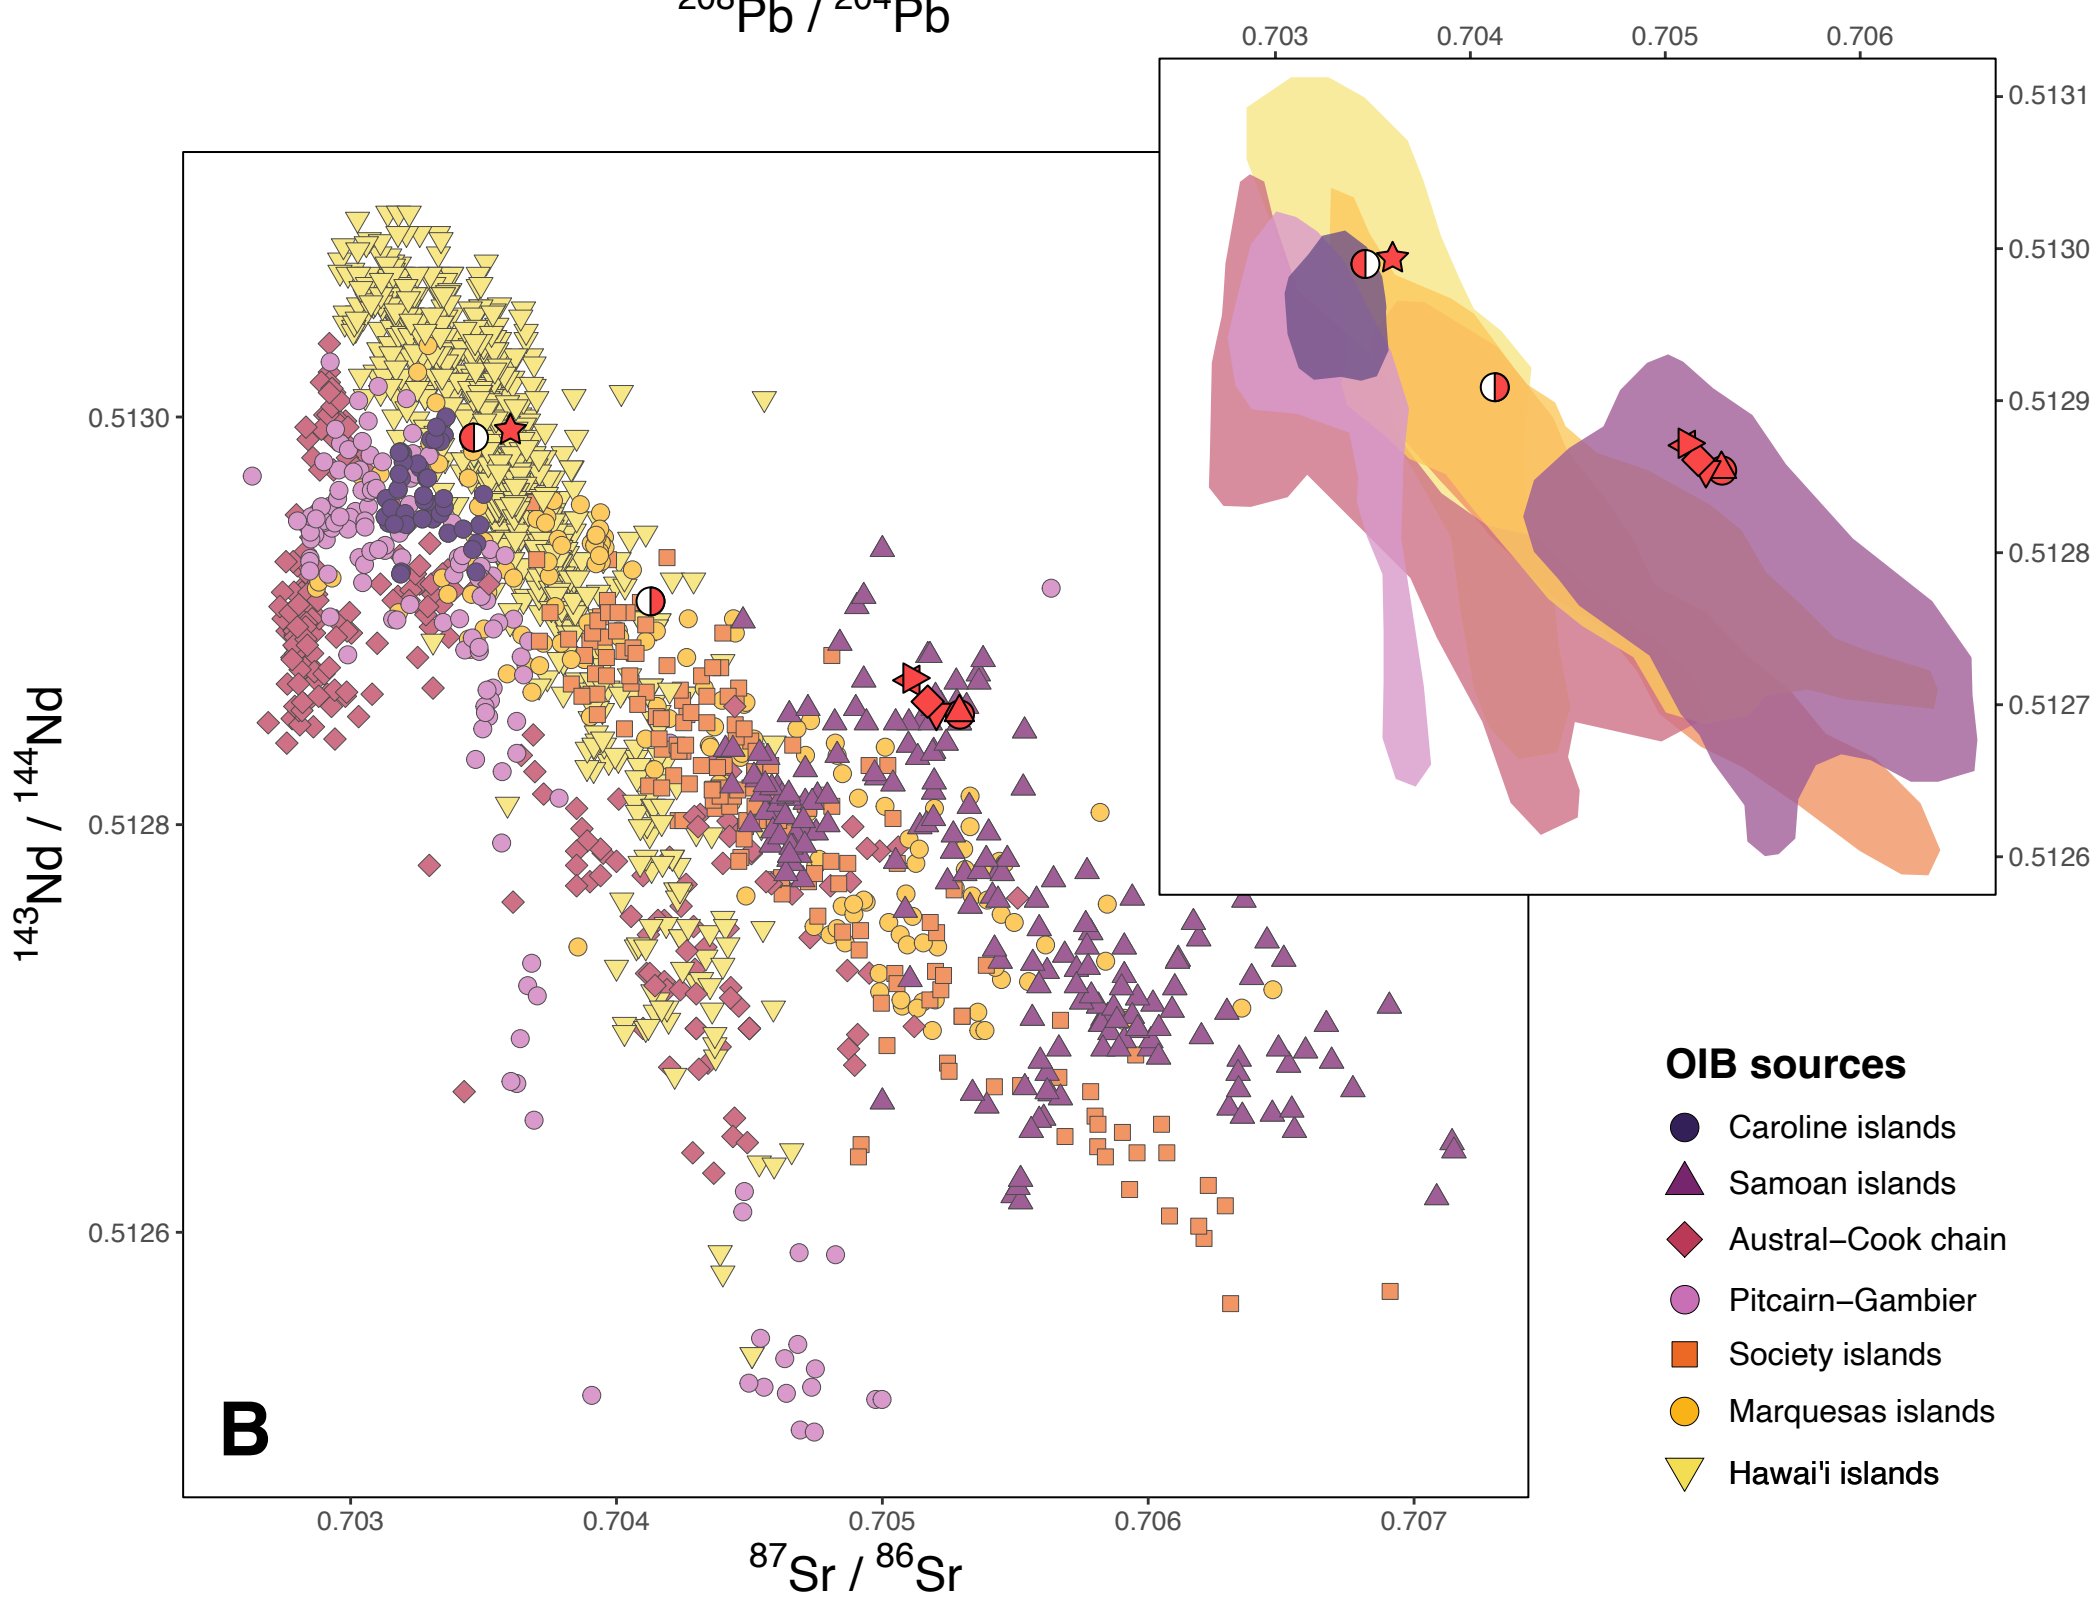 ²⁰⁸Pb / ²⁰⁴Pb
0.703 0.704 0.705 0.706
0.5131
0.5130
0.5129
0.5128
0.5127
0.5126
0.5130
0.5128
0.5126
¹⁴³Nd / ¹⁴⁴Nd
B
0.703 0.704 0.705 0.706 0.707
⁸⁷Sr / ⁸⁶Sr
OIB sources
Caroline islands
Samoan islands
Austral–Cook chain
Pitcairn–Gambier
Society islands
Marquesas islands
Hawai'i islands